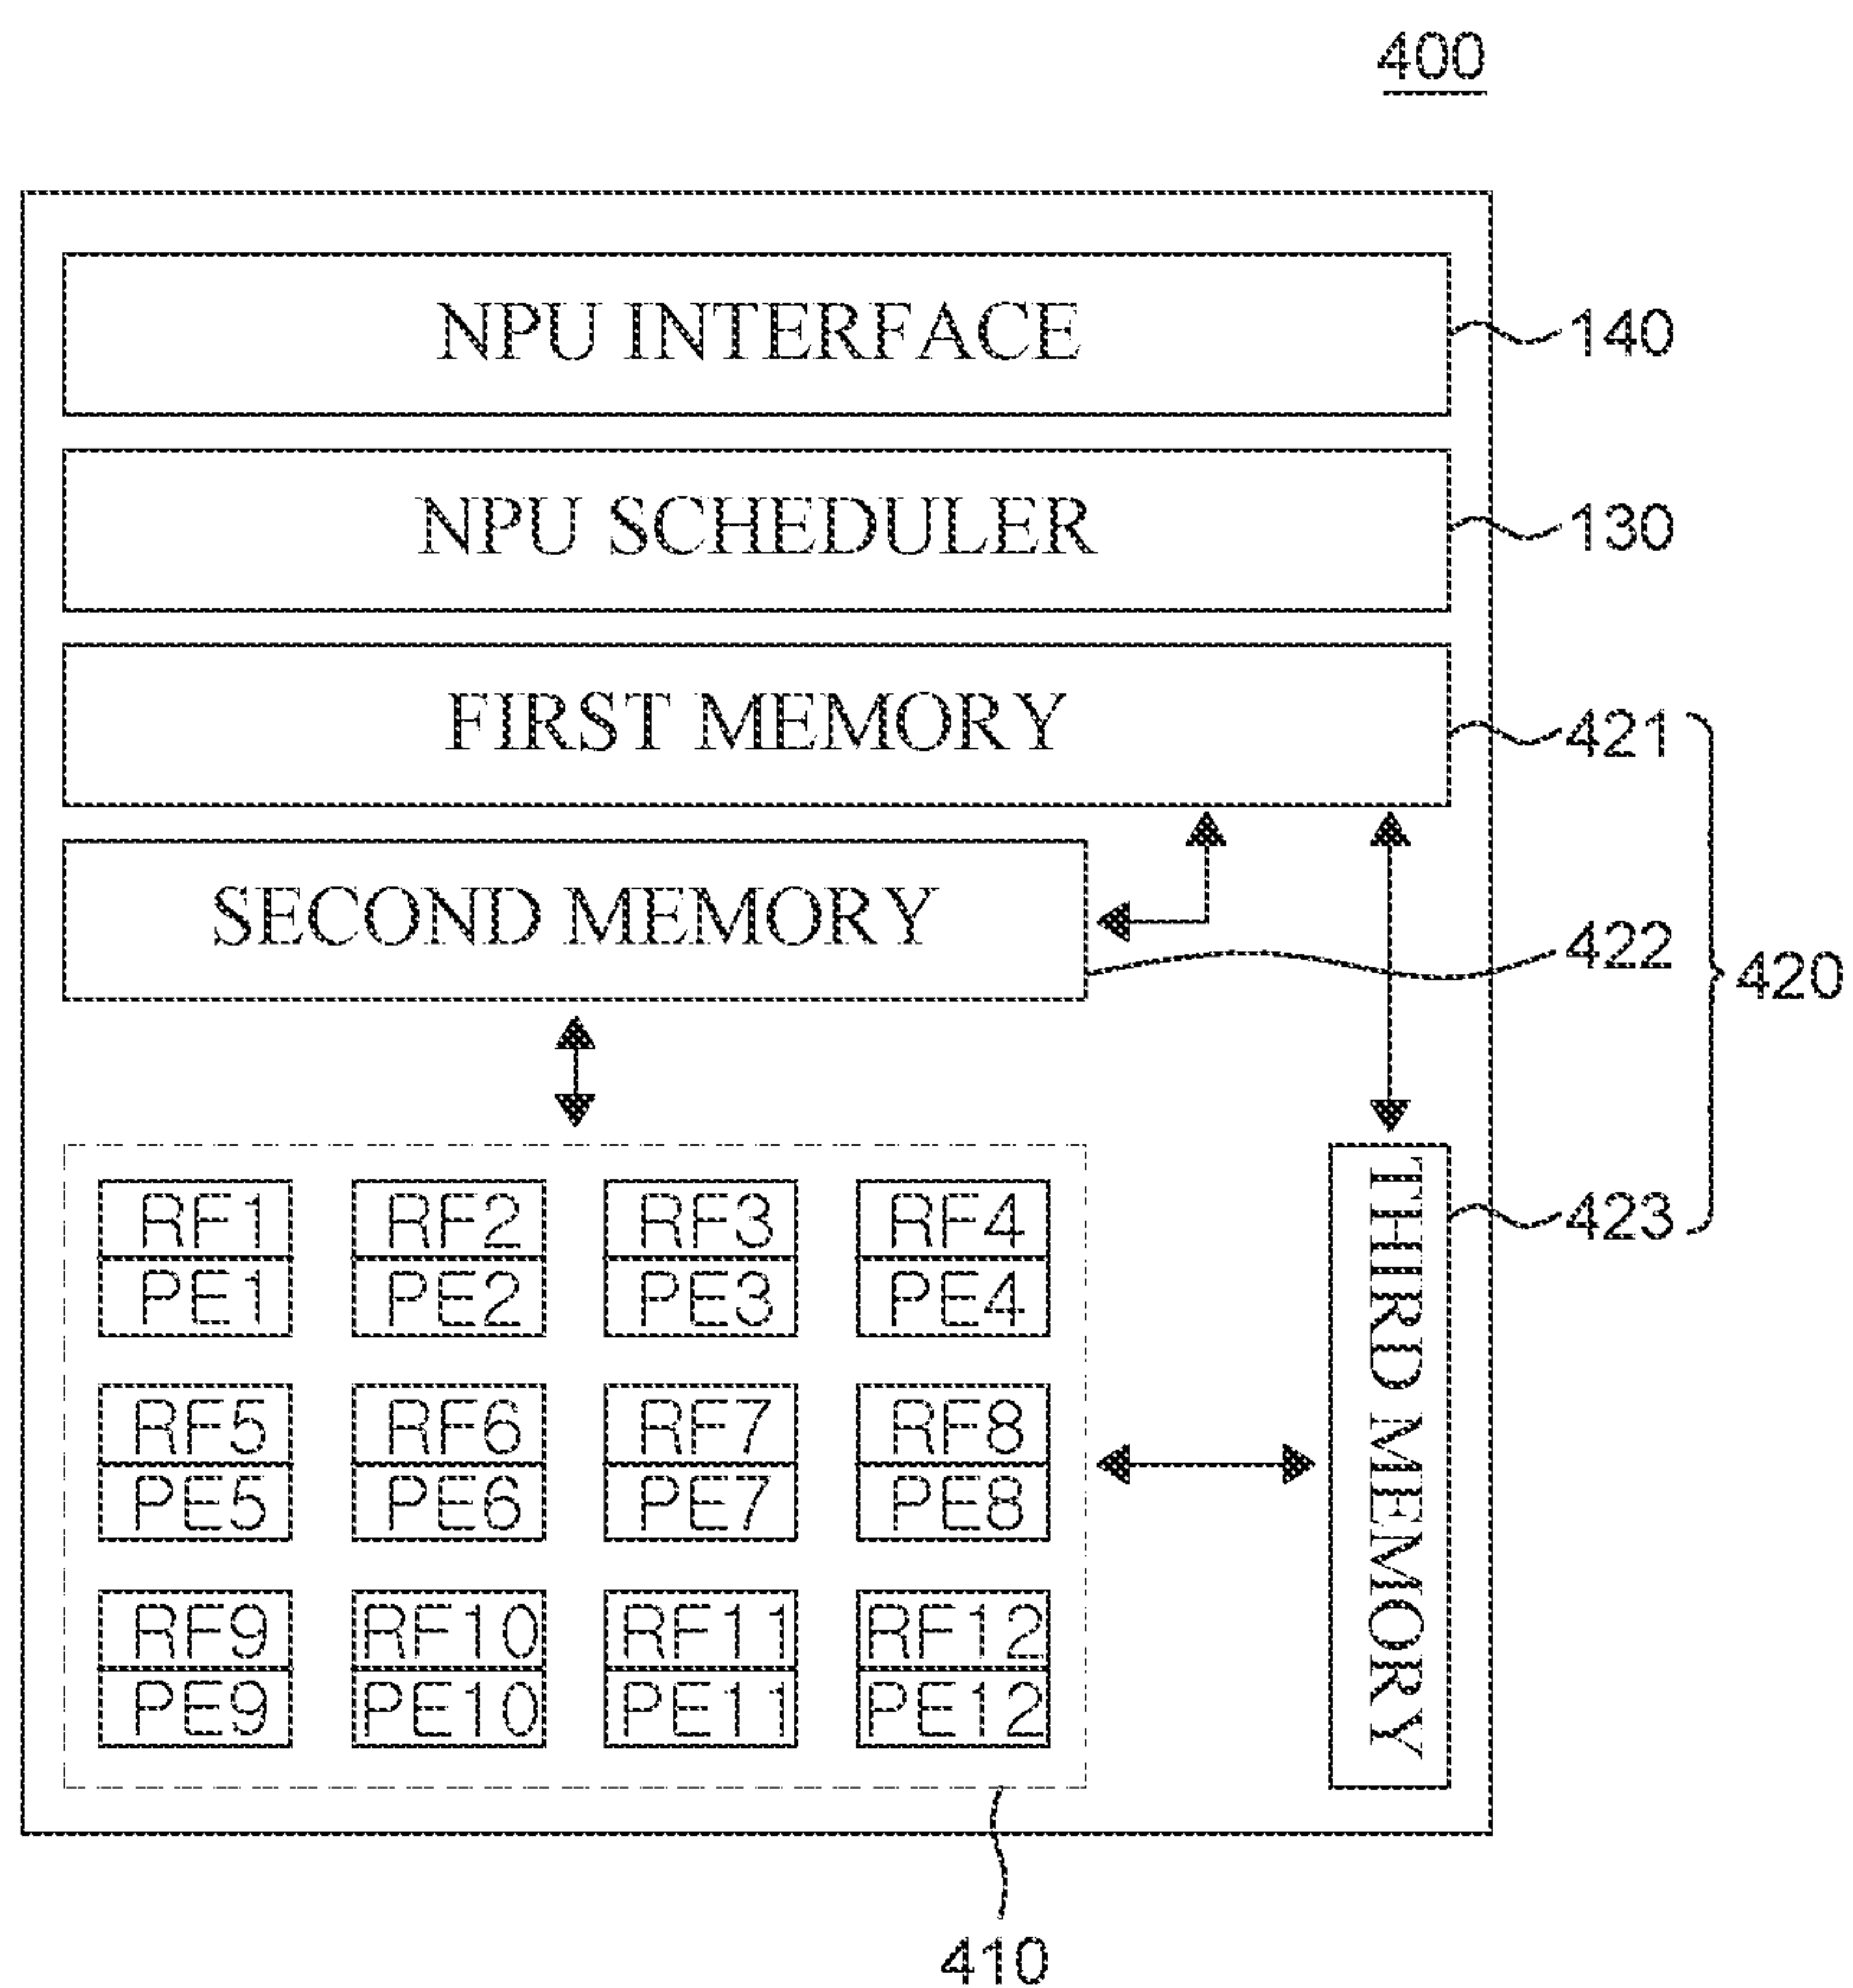 400
NPU INTERFACE
140
NPU SCHEDULER
130
FIRST MEMORY
421
SECOND MEMORY
422
420
RF1 RF2 RF3 RF4
PE1 PE2 PE3 PE4
423
THIRD MEMORY
RF5 RF6 RF7 RF8
PE5 PE6 PE7 PE8
RF9 RF10 RF11 RF12
PE9 PE10 PE11 PE12
410